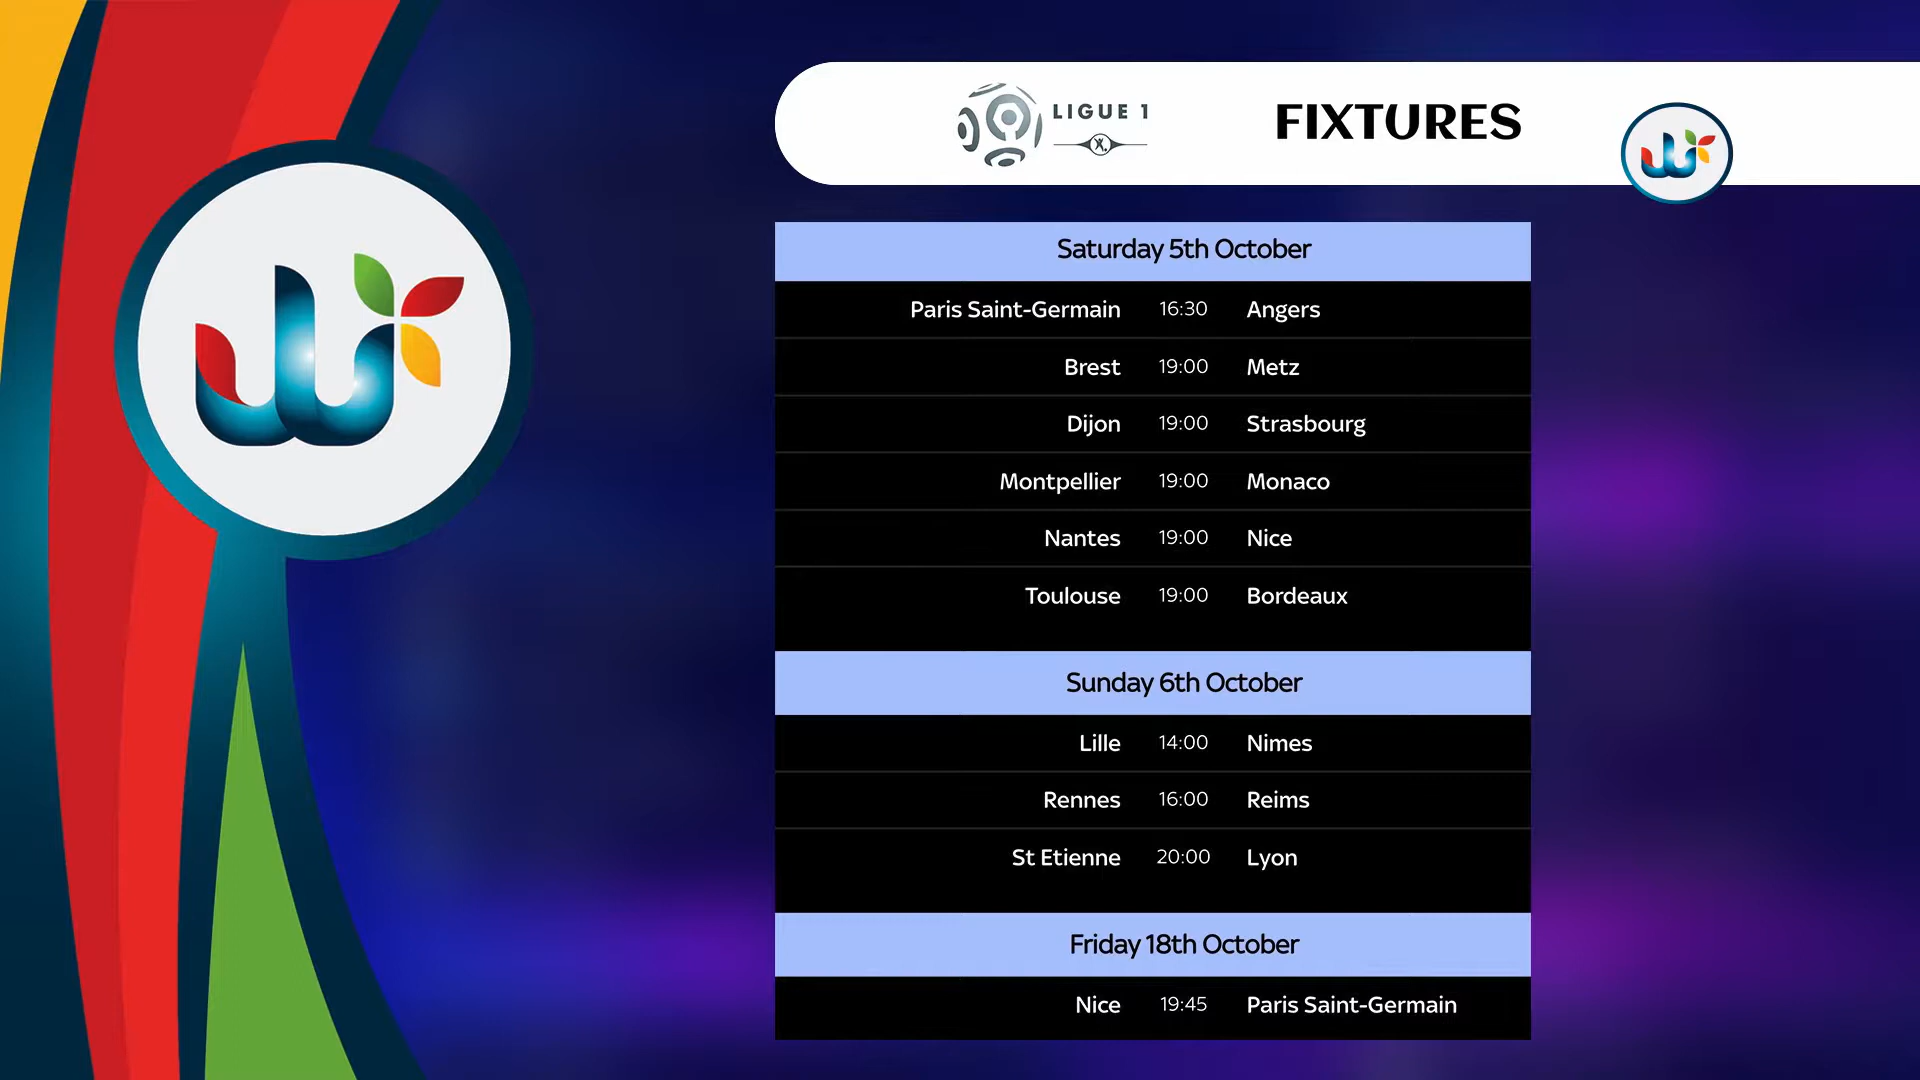 LIGUE 1
FIXTURES
Saturday 5th October
Paris Saint-Germain 16:30 Angers
Brest 19:00 Metz
Dijon 19:00 Strasbourg
Montpellier 19:00 Monaco
Nantes 19:00 Nice
Toulouse 19:00 Bordeaux
Sunday 6th October
Lille 14:00 Nimes
Rennes 16:00 Reims
St Etienne 20:00 Lyon
Friday 18th October
Nice 19:45 Paris Saint-Germain